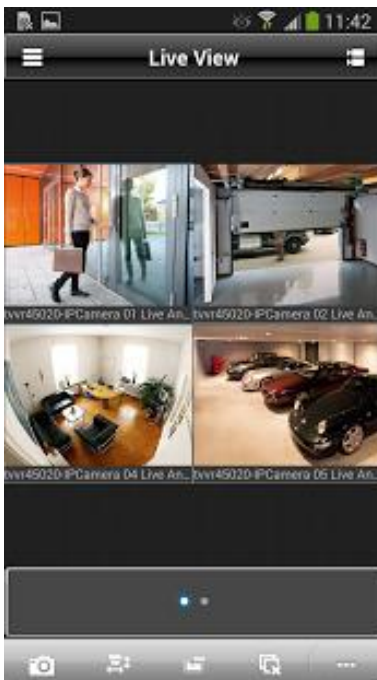 11:42
Live View
tvvr45020-IPCamera 01 Live An...
tvvr45020-IPCamera 02 Live An...
tvvr45020-IPCamera 04 Live An...
tvvr45020-IPCamera 05 Live An...